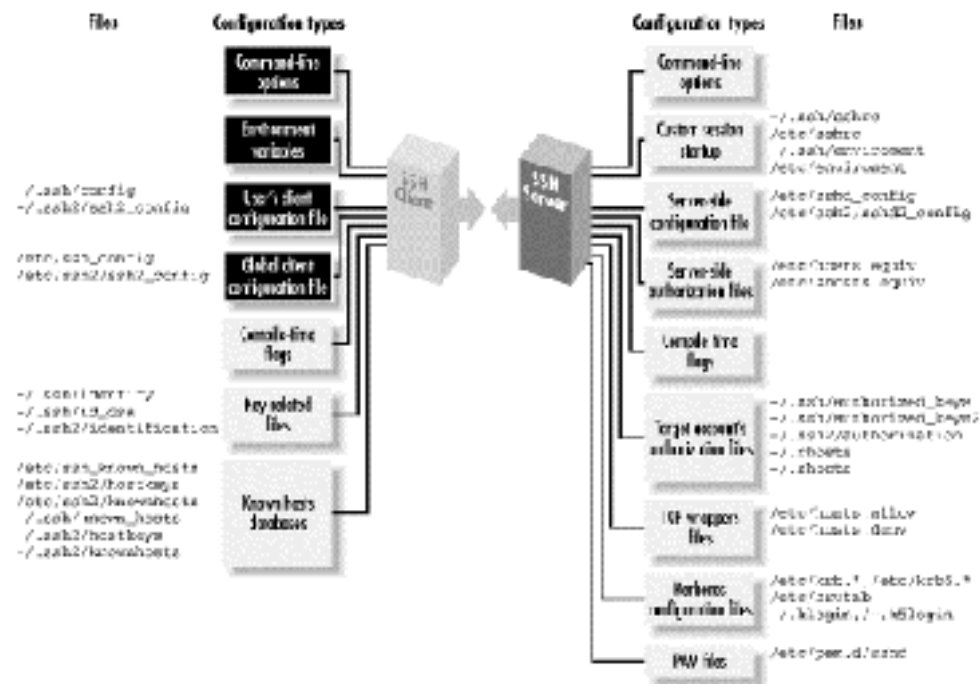 Files
Configuration types
Command-line
options
Environment
variables
~/.ssh/config
~/.ssh2/ssh2_config
User's client
configuration file
/etc/ssh_config
/etc/ssh2/ssh2_config
Global client
configuration file
Compile-time
flags
~/.ssh/identity
~/.ssh/id_dsa
~/.ssh2/identification
Key related
files
/etc/ssh_known_hosts
/etc/ssh2/hostkeys
/etc/ssh2/knownhosts
~/.ssh/known_hosts
~/.ssh2/hostkeys
~/.ssh2/knownhosts
Known hosts
databases
SSH
client
SSH
server
Configuration types
Files
Command-line
options
Custom session
startup
~/.ssh/sshrc
/etc/sshrc
/etc/enviroment
Server-side
configuration file
/etc/sshd_config
/etc/ssh2/sshd2_config
Server-side
authorization files
Compile time
flags
Target account's
authorization files
~/.ssh/authorized_keys
~/.ssh/authorized_keys2
~/.ssh2/authorization
~/.rhosts
~/.shosts
TCP wrappers
files
/etc/hosts.allow
/etc/hosts.deny
Kerberos
configuration files
/etc/krb.*, /etc/krb5.*
/etc/srvtab
PAM files
/etc/pam.d/sshd